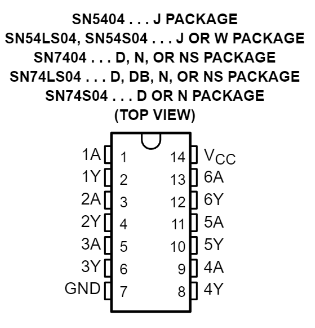 SN5404 . . . J PACKAGE
SN54LS04, SN54S04 . . . J OR W PACKAGE
SN7404 . . . D, N, OR NS PACKAGE
SN74LS04 . . . D, DB, N, OR NS PACKAGE
SN74S04 . . . D OR N PACKAGE
(TOP VIEW)
1A 1 14 VCC
1Y 2 13 6A
2A 3 12 6Y
2Y 4 11 5A
3A 5 10 5Y
3Y 6 9 4A
GND 7 8 4Y